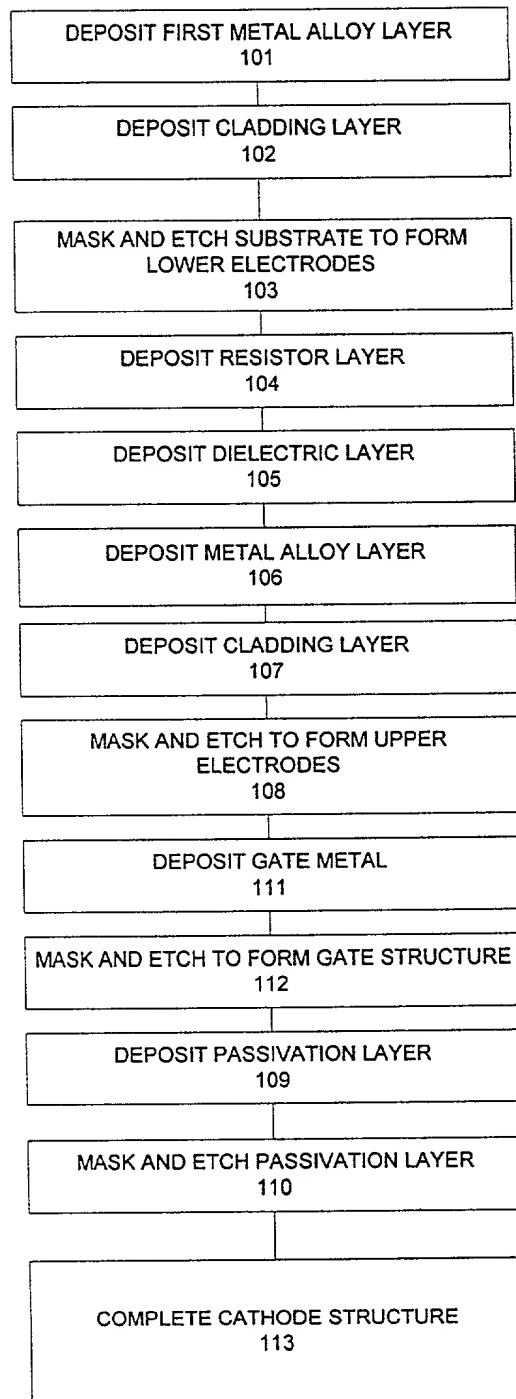 DEPOSIT FIRST METAL ALLOY LAYER
101
DEPOSIT CLADDING LAYER
102
MASK AND ETCH SUBSTRATE TO FORM
LOWER ELECTRODES
103
DEPOSIT RESISTOR LAYER
104
DEPOSIT DIELECTRIC LAYER
105
DEPOSIT METAL ALLOY LAYER
106
DEPOSIT CLADDING LAYER
107
MASK AND ETCH TO FORM UPPER
ELECTRODES
108
DEPOSIT GATE METAL
111
MASK AND ETCH TO FORM GATE STRUCTURE
112
DEPOSIT PASSIVATION LAYER
109
MASK AND ETCH PASSIVATION LAYER
110
COMPLETE CATHODE STRUCTURE
113